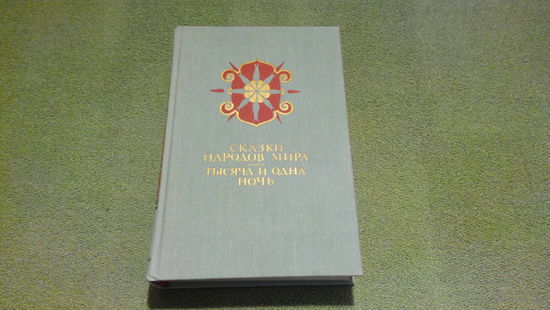 СКАЗКИ
НАРОДОВ МИРА
ТЫСЯЧА И ОДНА
НОЧЬ